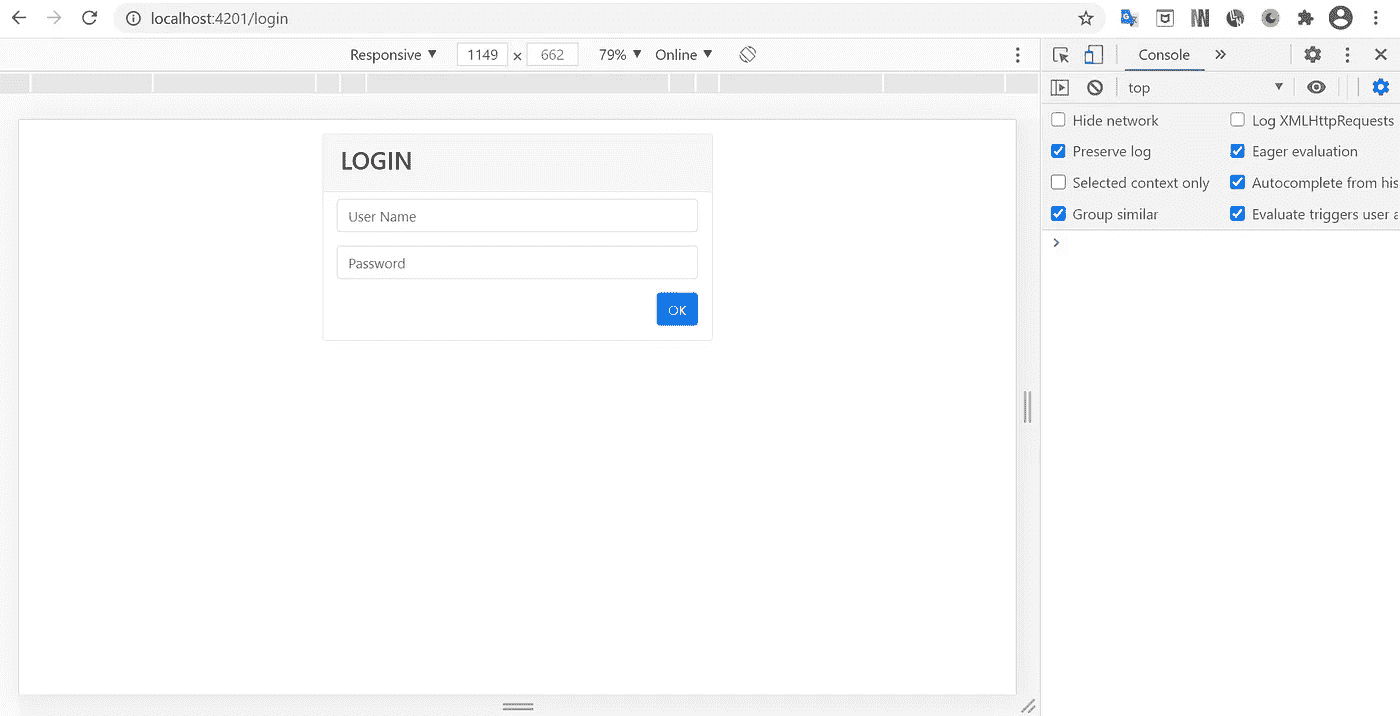 localhost:4201/login
Responsive 1149 × 662 79% Online
Console
top
Hide network Log XMLHttpRequests
Preserve log Eager evaluation
Selected context only Autocomplete from his
Group similar Evaluate triggers user a
LOGIN
User Name
Password
OK